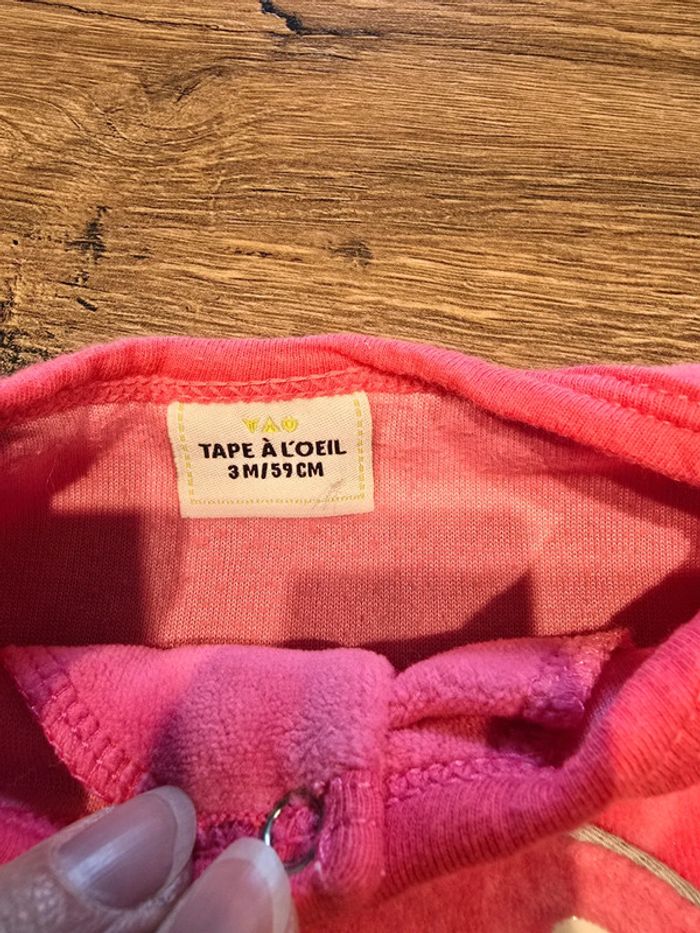 TAO
TAPE À L'OEIL
3M/59CM